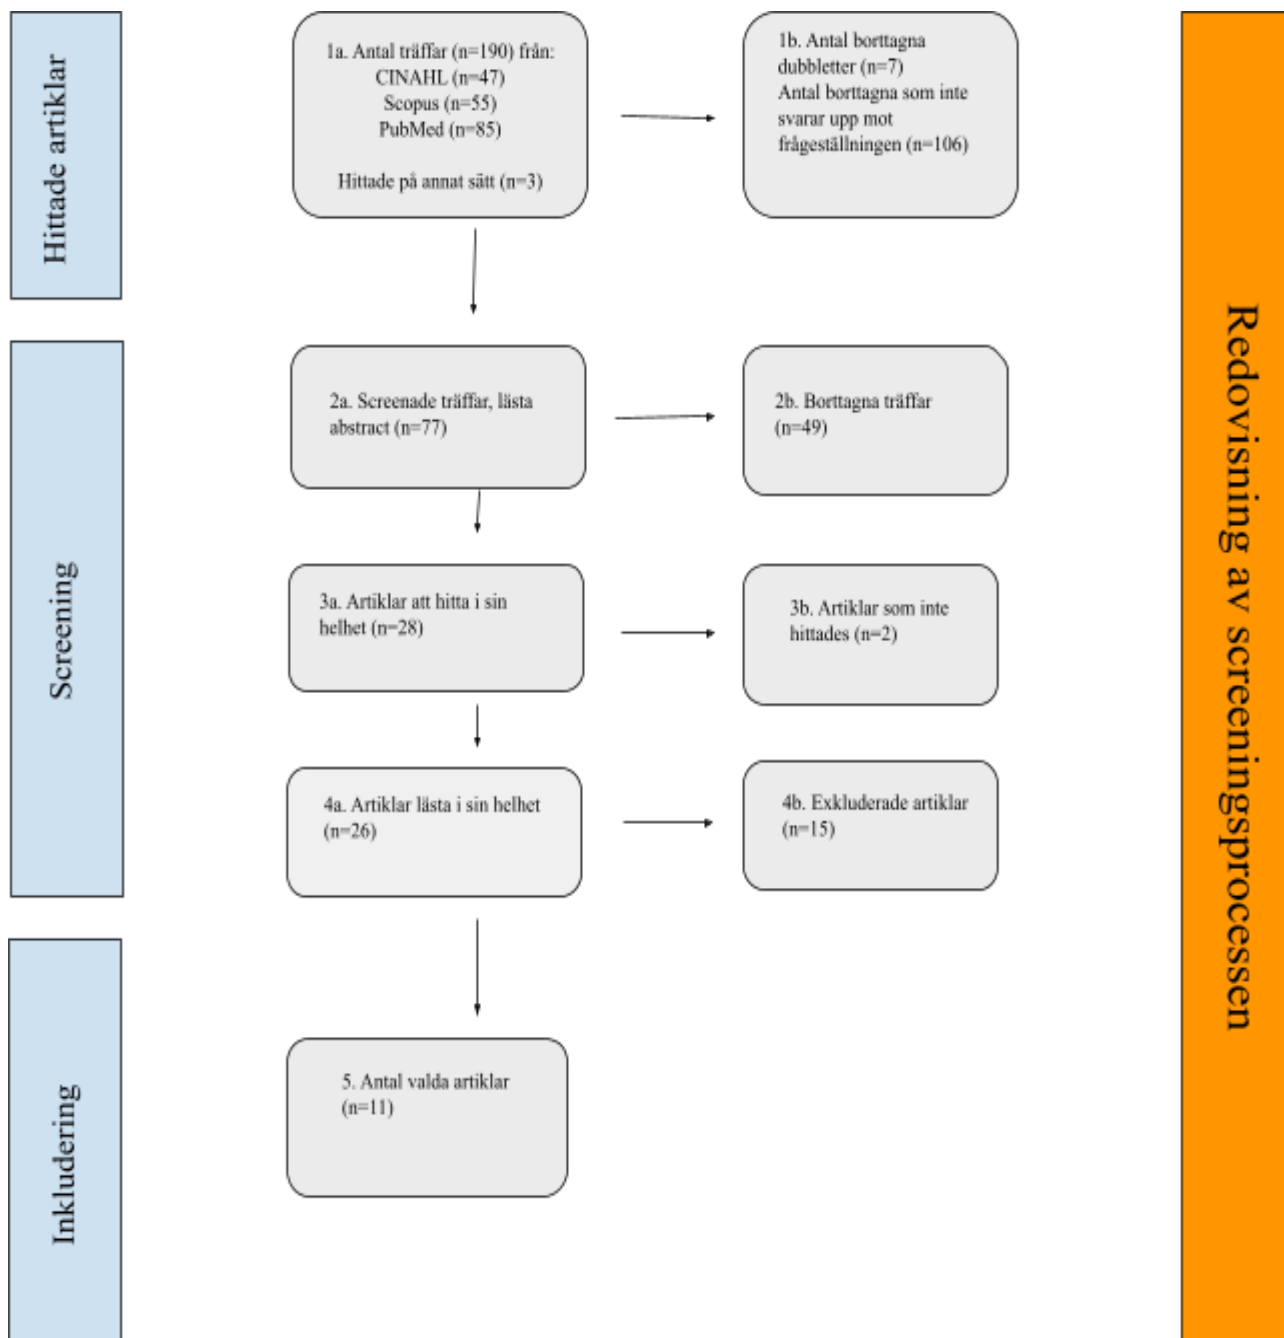 Hittade artiklar
1a. Antal träffar (n=190) från:
CINAHL (n=47)
Scopus (n=55)
PubMed (n=85)
Hittade på annat sätt (n=3)
1b. Antal borttagna
dubbletter (n=7)
Antal borttagna som inte
svarar upp mot
frågeställningen (n=106)
Screening
2a. Screenade träffar, lästa
abstract (n=77)
2b. Borttagna träffar
(n=49)
3a. Artiklar att hitta i sin
helhet (n=28)
3b. Artiklar som inte
hittades (n=2)
4a. Artiklar lästa i sin helhet
(n=26)
4b. Exkluderade artiklar
(n=15)
Inkludering
5. Antal valda artiklar
(n=11)
Redovisning av screeningsprocessen